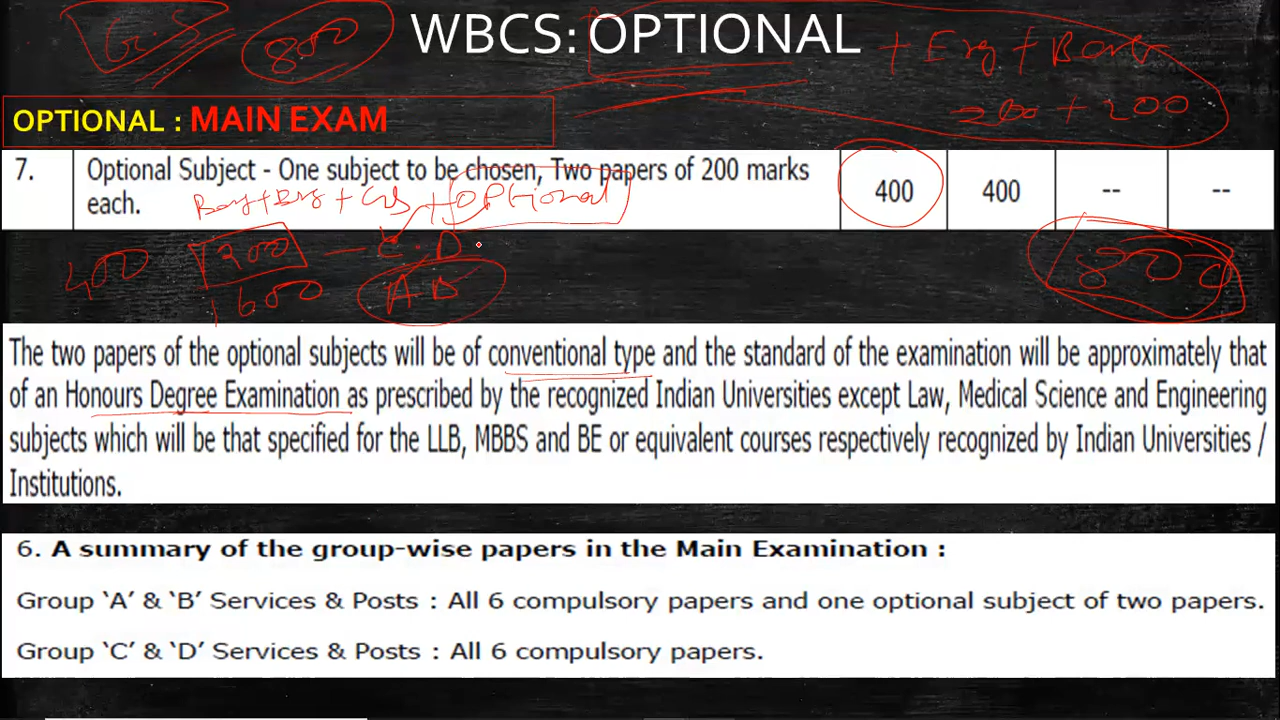 G.S 800 WBCS: OPTIONAL + Eng + Beng
200 + 200
OPTIONAL : MAIN EXAM
7. Optional Subject - One subject to be chosen, Two papers of 200 marks each. 400 400 -- --
Beng + Eng + GS + OPtional
400 1200 — C . D 800
1600 A . B
The two papers of the optional subjects will be of conventional type and the standard of the examination will be approximately that
of an Honours Degree Examination as prescribed by the recognized Indian Universities except Law, Medical Science and Engineering
subjects which will be that specified for the LLB, MBBS and BE or equivalent courses respectively recognized by Indian Universities /
Institutions.
6. A summary of the group-wise papers in the Main Examination :
Group ‘A’ & ‘B’ Services & Posts : All 6 compulsory papers and one optional subject of two papers.
Group ‘C’ & ‘D’ Services & Posts : All 6 compulsory papers.